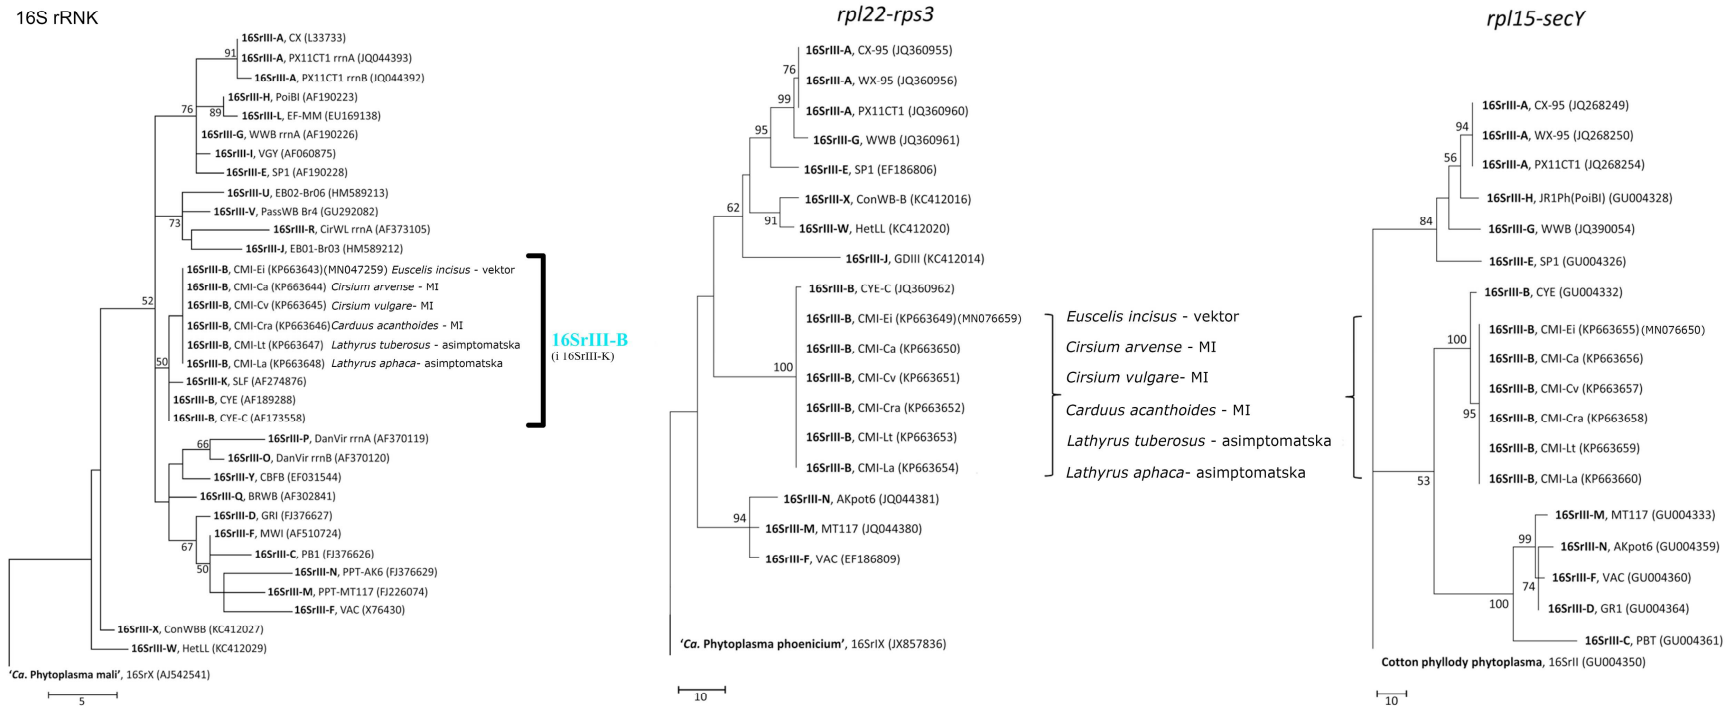 16S rRNK
91
16SrIII-A, CX (L33733)
16SrIII-A, PX11CT1 rrnA (JQ044393)
16SrIII-A, PX11CT1 rrnB (JQ044392)
76
89
16SrIII-H, PoiBI (AF190223)
16SrIII-L, EF-MM (EU169138)
16SrIII-G, WWB rrnA (AF190226)
16SrIII-I, VGY (AF060875)
16SrIII-E, SP1 (AF190228)
16SrIII-U, EB02-Br06 (HM589213)
16SrIII-V, PassWB Br4 (GU292082)
73
16SrIII-R, CirWL rrnA (AF373105)
16SrIII-J, EB01-Br03 (HM589212)
52
16SrIII-B, CMI-Ei (KP663643)(MN047259) Euscelis incisus - vektor
16SrIII-B, CMI-Ca (KP663644) Cirsium arvense - MI
16SrIII-B, CMI-Cv (KP663645) Cirsium vulgare- MI
16SrIII-B, CMI-Cra (KP663646) Carduus acanthoides - MI
16SrIII-B, CMI-Lt (KP663647) Lathyrus tuberosus - asimptomatska
16SrIII-B, CMI-La (KP663648) Lathyrus aphaca- asimptomatska
50
16SrIII-K, SLF (AF274876)
16SrIII-B, CYE (AF189288)
16SrIII-B, CYE-C (AF173558)
16SrIII-B
(i 16SrIII-K)
66
16SrIII-P, DanVir rrnA (AF370119)
16SrIII-O, DanVir rrnB (AF370120)
16SrIII-Y, CBFB (EF031544)
16SrIII-Q, BRWB (AF302841)
16SrIII-D, GRI (FJ376627)
16SrIII-F, MWI (AF510724)
67
16SrIII-C, PB1 (FJ376626)
50
16SrIII-N, PPT-AK6 (FJ376629)
16SrIII-M, PPT-MT117 (FJ226074)
16SrIII-F, VAC (X76430)
16SrIII-X, ConWBB (KC412027)
16SrIII-W, HetLL (KC412029)
'Ca. Phytoplasma mali', 16SrX (AJ542541)
5
rpl22-rps3
16SrIII-A, CX-95 (JQ360955)
76
16SrIII-A, WX-95 (JQ360956)
99
16SrIII-A, PX11CT1 (JQ360960)
95
16SrIII-G, WWB (JQ360961)
16SrIII-E, SP1 (EF186806)
16SrIII-X, ConWB-B (KC412016)
62
91
16SrIII-W, HetLL (KC412020)
16SrIII-J, GDIII (KC412014)
16SrIII-B, CYE-C (JQ360962)
16SrIII-B, CMI-Ei (KP663649)(MN076659)
16SrIII-B, CMI-Ca (KP663650)
100
16SrIII-B, CMI-Cv (KP663651)
16SrIII-B, CMI-Cra (KP663652)
16SrIII-B, CMI-Lt (KP663653)
16SrIII-B, CMI-La (KP663654)
16SrIII-N, AKpot6 (JQ044381)
94
16SrIII-M, MT117 (JQ044380)
16SrIII-F, VAC (EF186809)
'Ca. Phytoplasma phoenicium', 16SrIX (JX857836)
10
Euscelis incisus - vektor
Cirsium arvense - MI
Cirsium vulgare- MI
Carduus acanthoides - MI
Lathyrus tuberosus - asimptomatska
Lathyrus aphaca- asimptomatska
rpl15-secY
16SrIII-A, CX-95 (JQ268249)
94
16SrIII-A, WX-95 (JQ268250)
56
16SrIII-A, PX11CT1 (JQ268254)
16SrIII-H, JR1Ph(PoiBI) (GU004328)
84
16SrIII-G, WWB (JQ390054)
16SrIII-E, SP1 (GU004326)
16SrIII-B, CYE (GU004332)
100
16SrIII-B, CMI-Ei (KP663655)(MN076650)
16SrIII-B, CMI-Ca (KP663656)
16SrIII-B, CMI-Cv (KP663657)
95
16SrIII-B, CMI-Cra (KP663658)
16SrIII-B, CMI-Lt (KP663659)
16SrIII-B, CMI-La (KP663660)
53
16SrIII-M, MT117 (GU004333)
99
16SrIII-N, AKpot6 (GU004359)
74
16SrIII-F, VAC (GU004360)
100
16SrIII-D, GR1 (GU004364)
16SrIII-C, PBT (GU004361)
Cotton phyllody phytoplasma, 16SrII (GU004350)
10